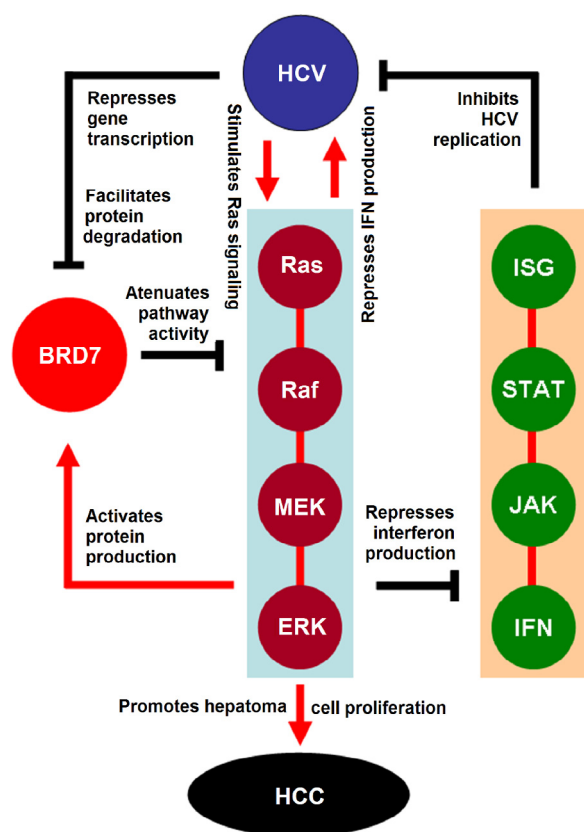 HCV
Represses
gene
transcription
Facilitates
protein
degradation
Stimulates Ras signaling
Represses IFN production
Inhibits
HCV
replication
Atenuates
pathway
activity
BRD7
Ras
Raf
MEK
ERK
ISG
STAT
JAK
IFN
Activates
protein
production
Represses
interferon
production
Promotes hepatoma cell proliferation
HCC